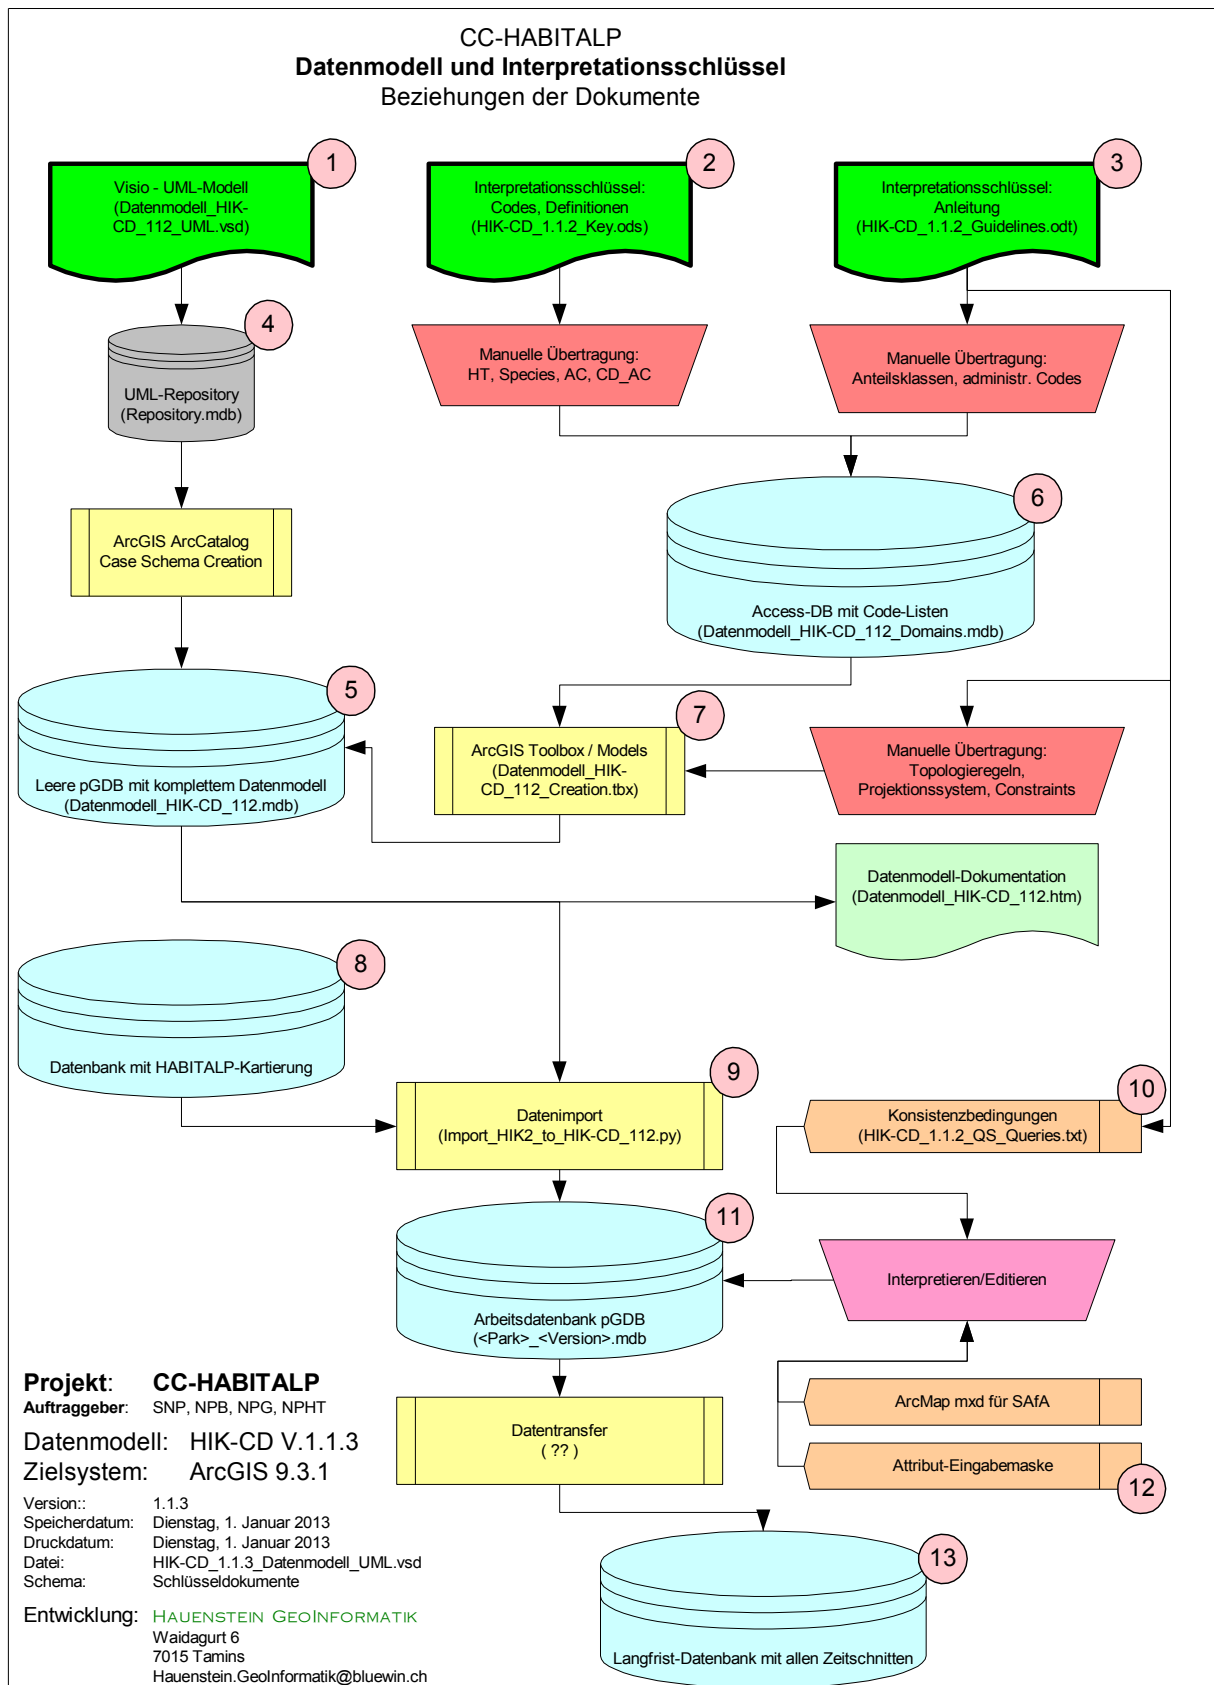 CC-HABITALP
Datenmodell und Interpretationsschlüssel
Beziehungen der Dokumente
1
Visio - UML-Modell
(Datenmodell_HIK-
CD_112_UML.vsd)
2
Interpretationsschlüssel:
Codes, Definitionen
(HIK-CD_1.1.2_Key.ods)
3
Interpretationsschlüssel:
Anleitung
(HIK-CD_1.1.2_Guidelines.odt)
4
UML-Repository
(Repository.mdb)
Manuelle Übertragung:
HT, Species, AC, CD_AC
Manuelle Übertragung:
Anteilsklassen, administr. Codes
ArcGIS ArcCatalog
Case Schema Creation
6
Access-DB mit Code-Listen
(Datenmodell_HIK-CD_112_Domains.mdb)
5
Leere pGDB mit komplettem Datenmodell
(Datenmodell_HIK-CD_112.mdb)
7
ArcGIS Toolbox / Models
(Datenmodell_HIK-
CD_112_Creation.tbx)
Manuelle Übertragung:
Topologieregeln,
Projektionssystem, Constraints
Datenmodell-Dokumentation
(Datenmodell_HIK-CD_112.htm)
8
Datenbank mit HABITALP-Kartierung
9
Datenimport
(Import_HIK2_to_HIK-CD_112.py)
10
Konsistenzbedingungen
(HIK-CD_1.1.2_QS_Queries.txt)
11
Arbeitsdatenbank pGDB
(<Park>_<Version>.mdb
Interpretieren/Editieren
Datentransfer
( ?? )
ArcMap mxd für SAfA
Attribut-Eingabemaske
12
13
Langfrist-Datenbank mit allen Zeitschnitten
Projekt: CC-HABITALP
Auftraggeber: SNP, NPB, NPG, NPHT
Datenmodell: HIK-CD V.1.1.3
Zielsystem: ArcGIS 9.3.1
Version:: 1.1.3
Speicherdatum: Dienstag, 1. Januar 2013
Druckdatum: Dienstag, 1. Januar 2013
Datei: HIK-CD_1.1.3_Datenmodell_UML.vsd
Schema: Schlüsseldokumente
Entwicklung: HAUENSTEIN GEOINFORMATIK
Waidagurt 6
7015 Tamins
Hauenstein.GeoInformatik@bluewin.ch